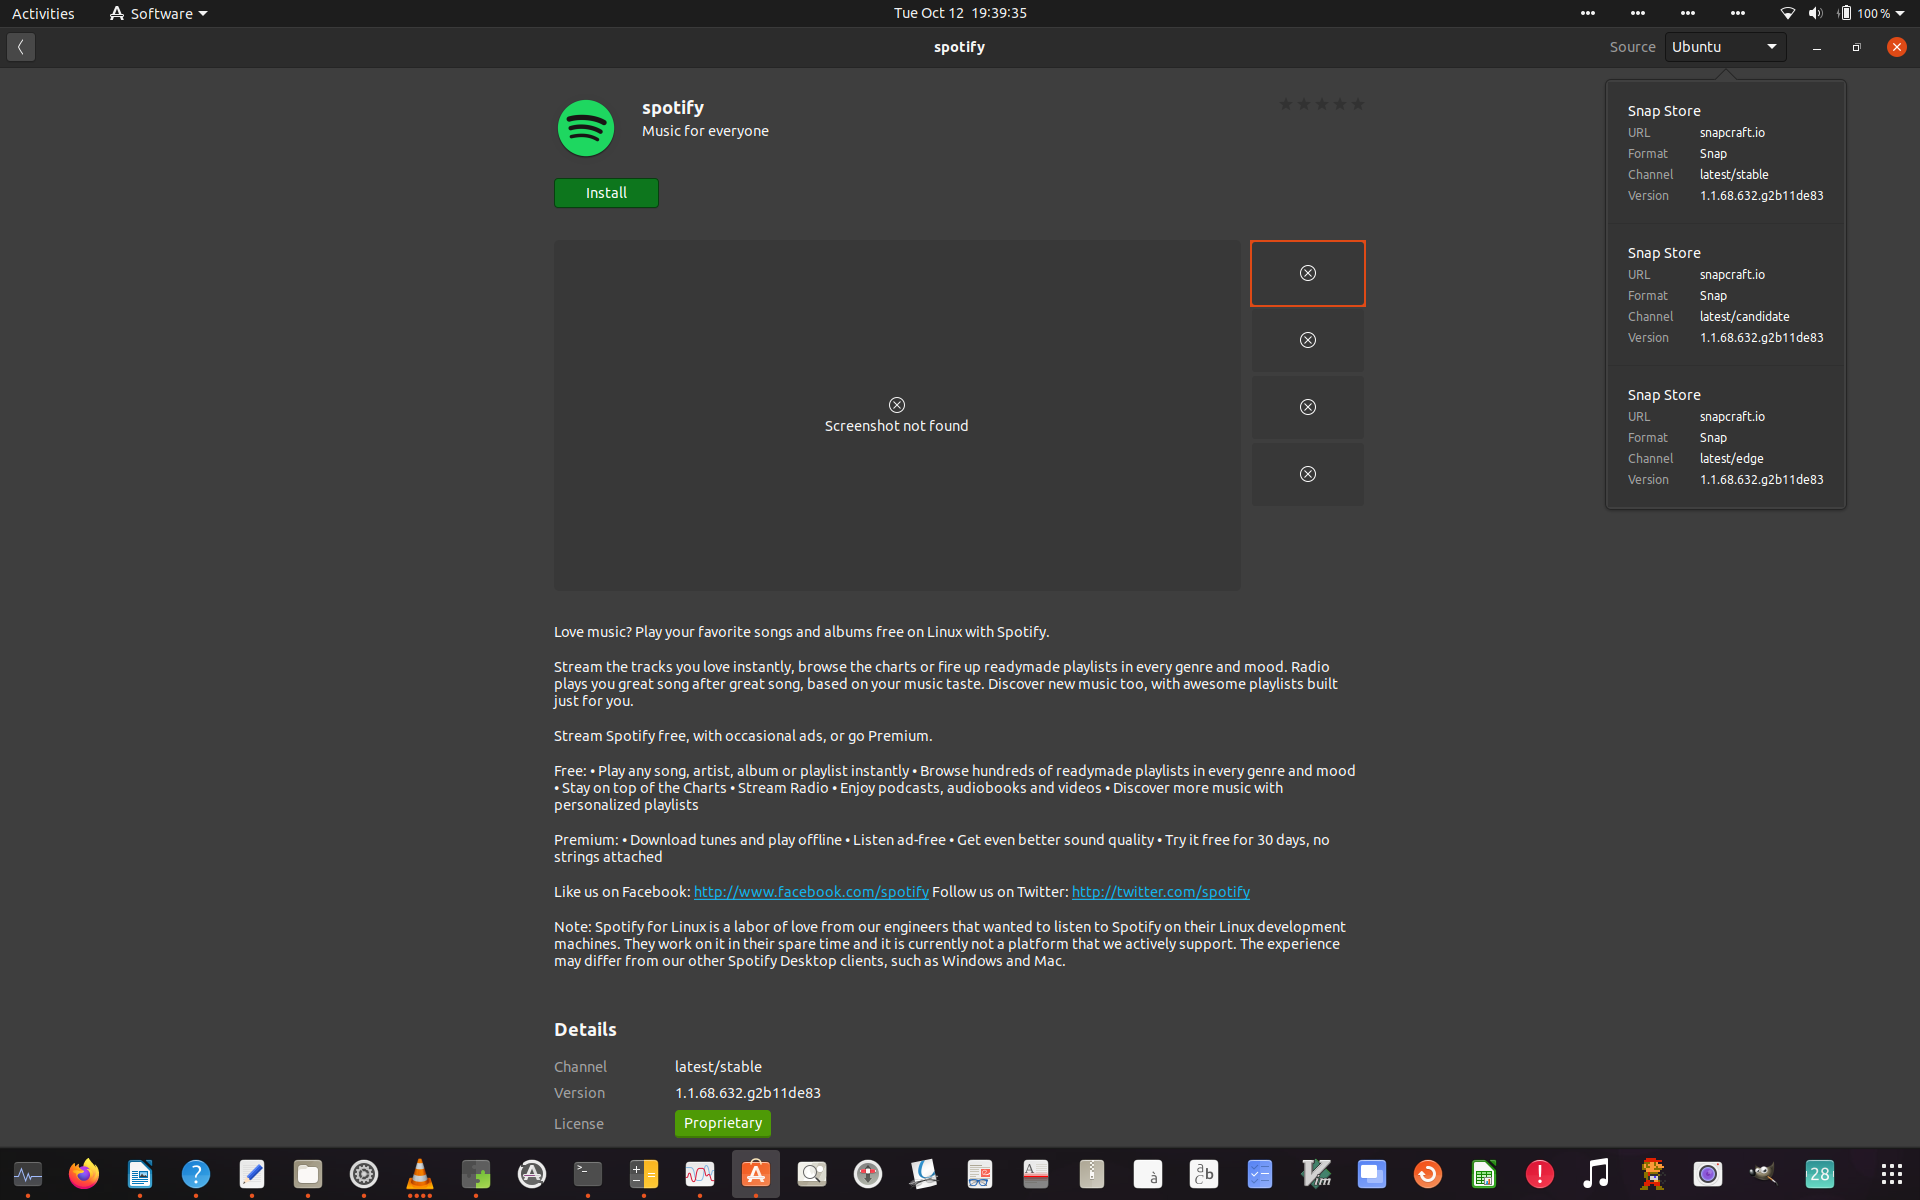 Activities
Software
Tue Oct 12 19:39:35
100 %
spotify
Source
Ubuntu
spotify
Music for everyone
Install
Screenshot not found
Snap Store
URL snapcraft.io
Format Snap
Channel latest/stable
Version 1.1.68.632.g2b11de83
Snap Store
URL snapcraft.io
Format Snap
Channel latest/candidate
Version 1.1.68.632.g2b11de83
Snap Store
URL snapcraft.io
Format Snap
Channel latest/edge
Version 1.1.68.632.g2b11de83
Love music? Play your favorite songs and albums free on Linux with Spotify.
Stream the tracks you love instantly, browse the charts or fire up readymade playlists in every genre and mood. Radio
plays you great song after great song, based on your music taste. Discover new music too, with awesome playlists built
just for you.
Stream Spotify free, with occasional ads, or go Premium.
Free: • Play any song, artist, album or playlist instantly • Browse hundreds of readymade playlists in every genre and mood
• Stay on top of the Charts • Stream Radio • Enjoy podcasts, audiobooks and videos • Discover more music with
personalized playlists
Premium: • Download tunes and play offline • Listen ad-free • Get even better sound quality • Try it free for 30 days, no
strings attached
Like us on Facebook: http://www.facebook.com/spotify Follow us on Twitter: http://twitter.com/spotify
Note: Spotify for Linux is a labor of love from our engineers that wanted to listen to Spotify on their Linux development
machines. They work on it in their spare time and it is currently not a platform that we actively support. The experience
may differ from our other Spotify Desktop clients, such as Windows and Mac.
Details
Channel latest/stable
Version 1.1.68.632.g2b11de83
License Proprietary
28